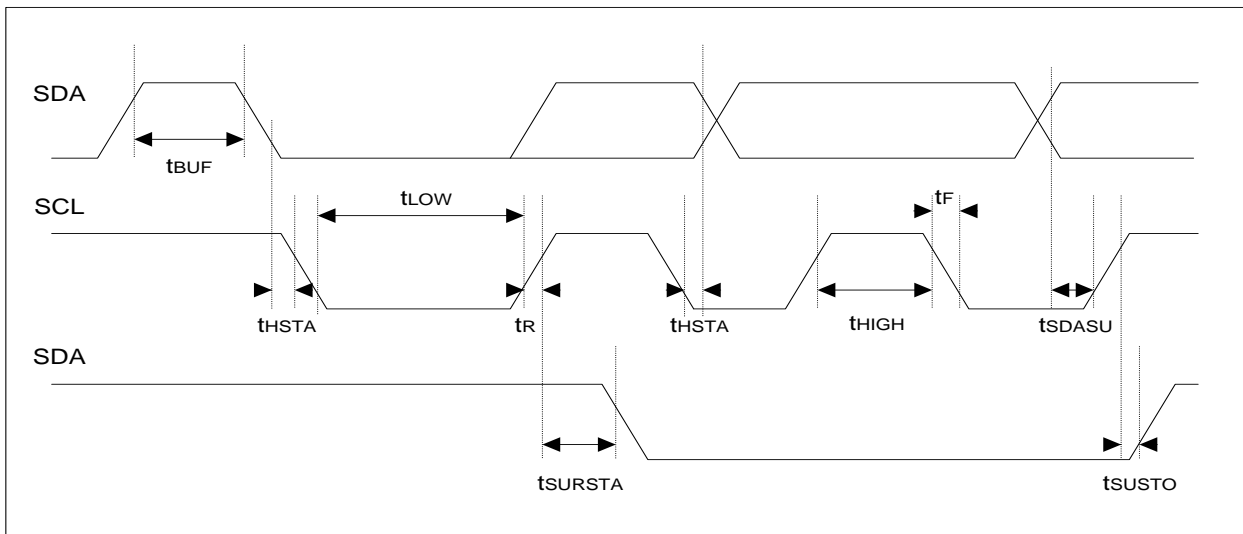 SDA
tBUF
tLOW
tF
SCL
tHSTA
tR
tHSTA
tHIGH
tSDASU
SDA
tSURSTA
tSUSTO